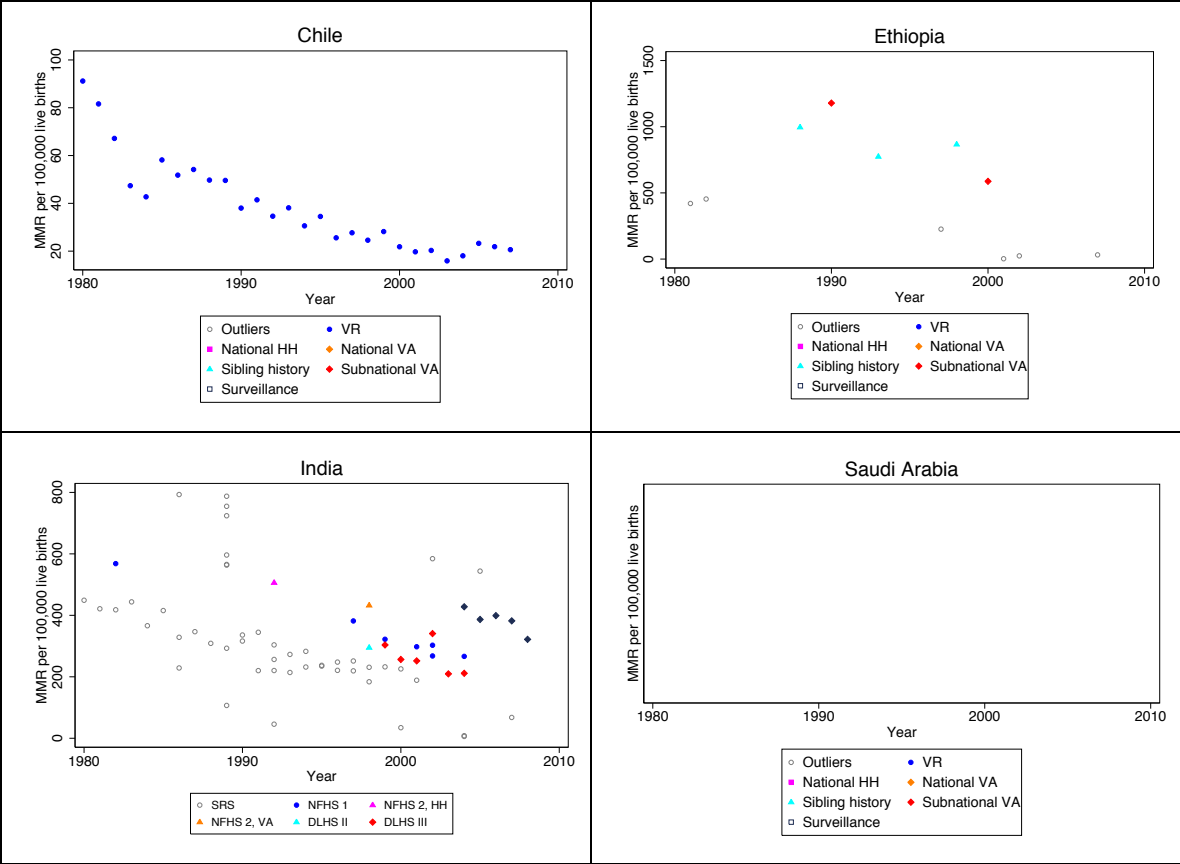 Chile
MMR per 100,000 live births
100
80
60
40
20
1980
1990
2000
2010
Year
Outliers
VR
National HH
National VA
Sibling history
Subnational VA
Surveillance
Ethiopia
MMR per 100,000 live births
1500
1000
500
0
1980
1990
2000
2010
Year
Outliers
VR
National HH
National VA
Sibling history
Subnational VA
Surveillance
India
MMR per 100,000 live births
800
600
400
200
0
1980
1990
2000
2010
Year
SRS
NFHS 1
NFHS 2, HH
NFHS 2, VA
DLHS II
DLHS III
Saudi Arabia
MMR per 100,000 live births
1980
1990
2000
2010
Year
Outliers
VR
National HH
National VA
Sibling history
Subnational VA
Surveillance